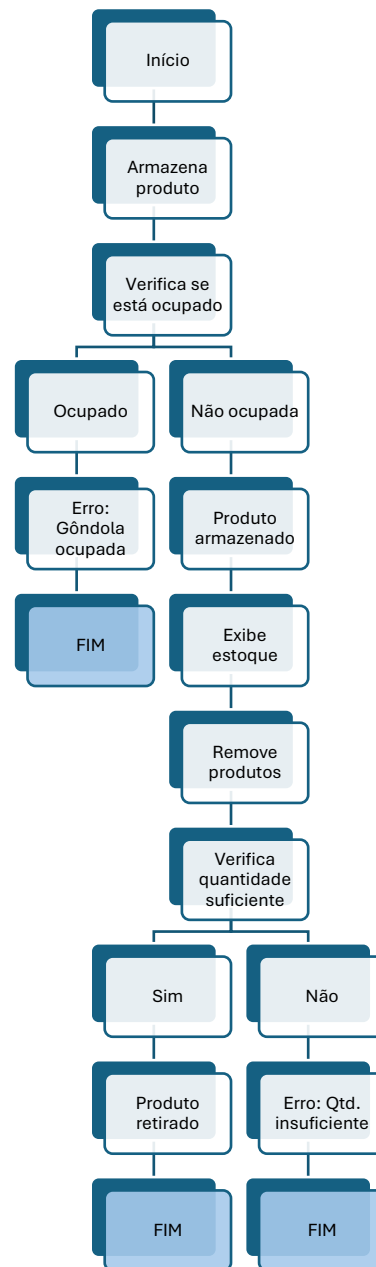 Início
Armazena
produto
Verifica se
está ocupado
Ocupado
Não ocupada
Erro:
Gôndola
ocupada
Produto
armazenado
FIM
Exibe
estoque
Remove
produtos
Verifica
quantidade
suficiente
Sim
Não
Produto
retirado
Erro: Qtd.
insuficiente
FIM
FIM